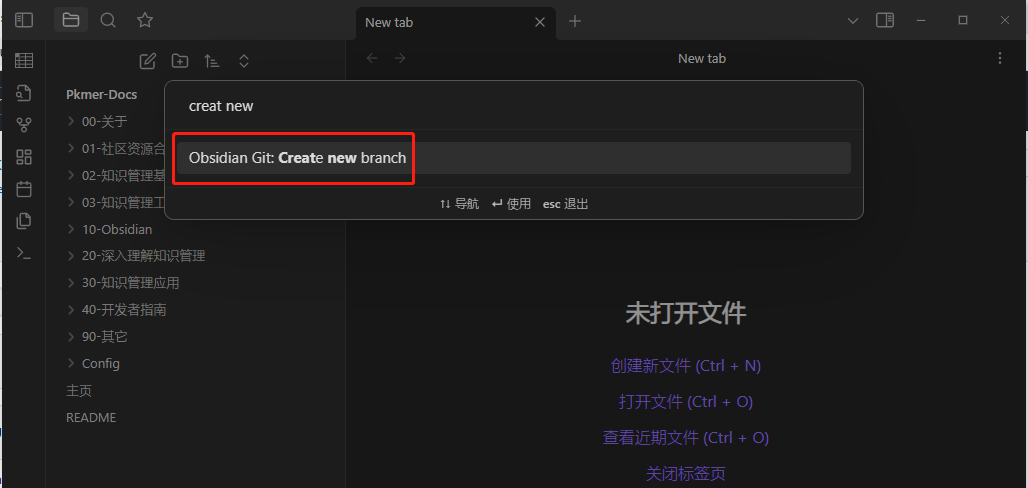 New tab
New tab
Pkmer-Docs
00-关于
01-社区资源合
02-知识管理基
03-知识管理工
10-Obsidian
20-深入理解知识管理
30-知识管理应用
40-开发者指南
90-其它
Config
主页
README
creat new
Obsidian Git: Create new branch
↑↓ 导航 ↵ 使用 esc 退出
未打开文件
创建新文件 (Ctrl + N)
打开文件 (Ctrl + O)
查看近期文件 (Ctrl + O)
关闭标签页